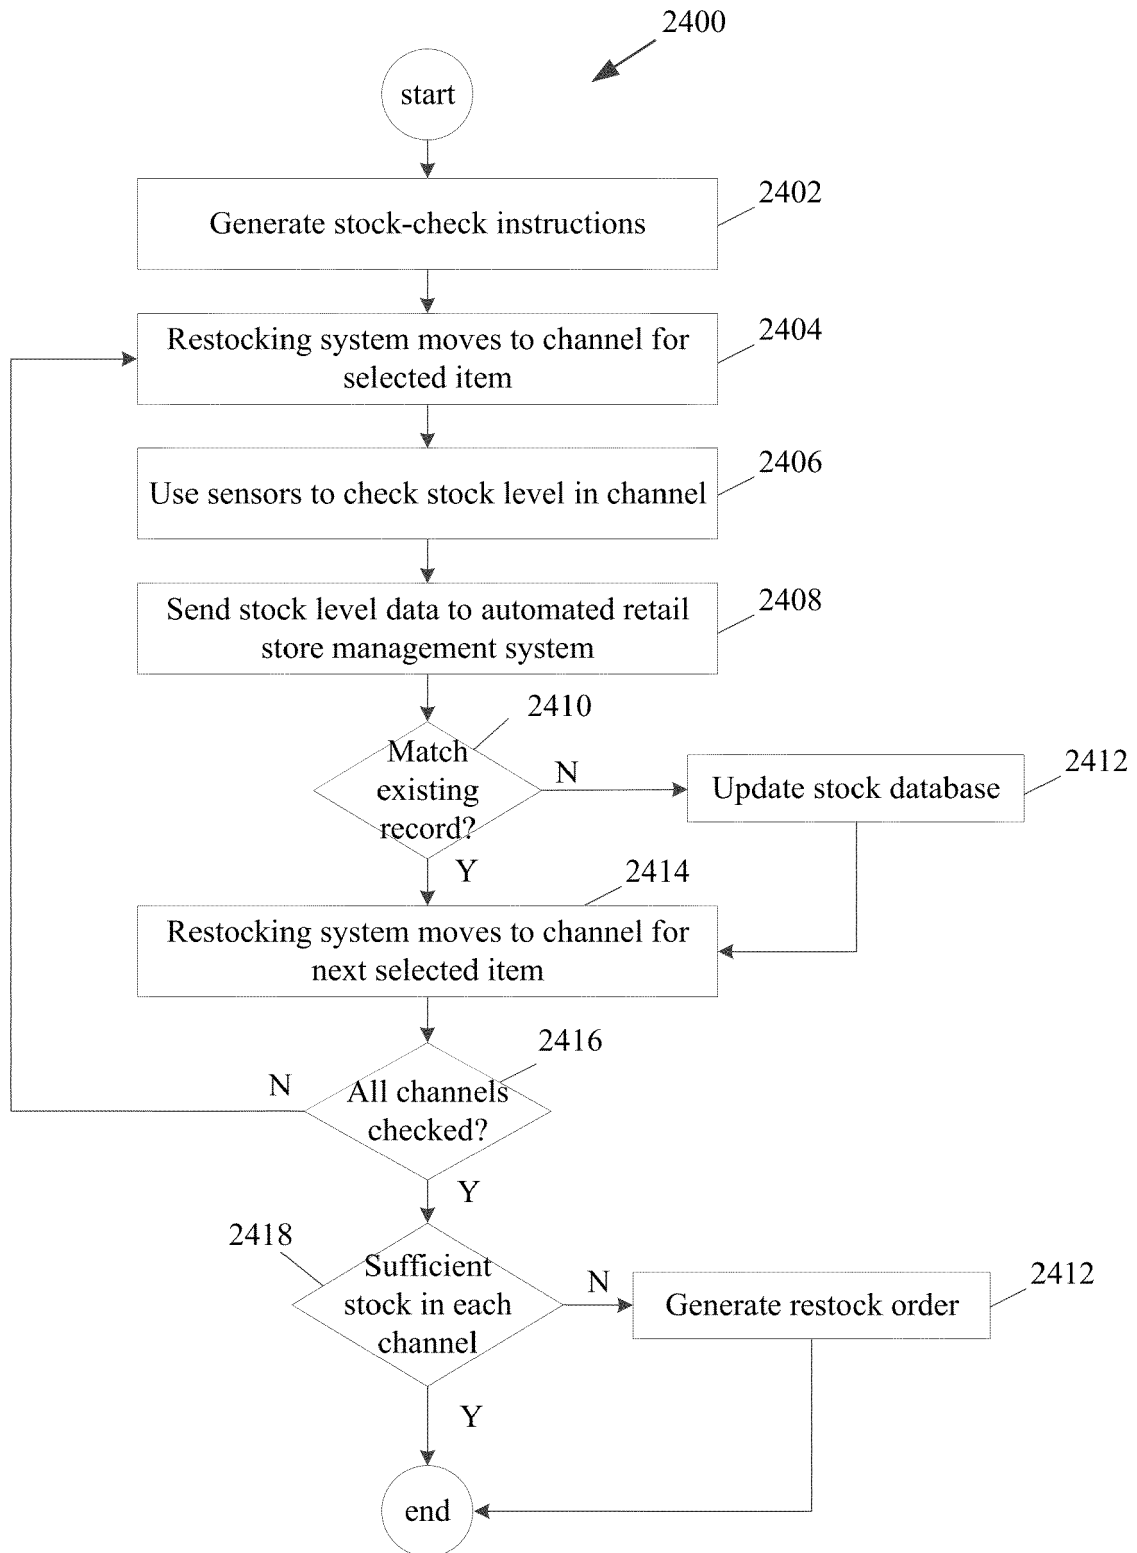 2400
start
2402
Generate stock-check instructions
2404
Restocking system moves to channel for
selected item
2406
Use sensors to check stock level in channel
2408
Send stock level data to automated retail
store management system
2410
Match
existing
record?
N
2412
Update stock database
Y
2414
Restocking system moves to channel for
next selected item
2416
N
All channels
checked?
Y
2418
Sufficient
stock in each
channel
N
2412
Generate restock order
Y
end